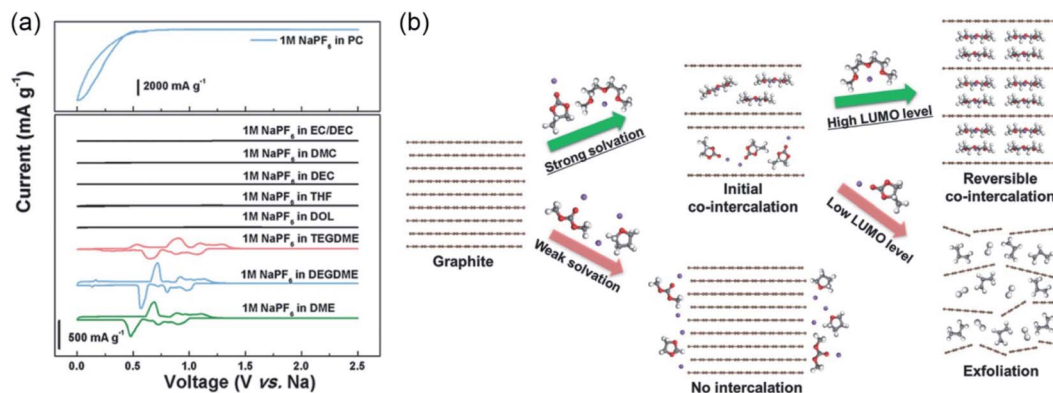 (a)
Current (mA g⁻¹)
1M NaPF₆ in PC
2000 mA g⁻¹
1M NaPF₆ in EC/DEC
1M NaPF₆ in DMC
1M NaPF₆ in DEC
1M NaPF₆ in THF
1M NaPF₆ in DOL
1M NaPF₆ in TEGDME
1M NaPF₆ in DEGDME
1M NaPF₆ in DME
500 mA g⁻¹
0.0 0.5 1.0 1.5 2.0 2.5
Voltage (V vs. Na)
(b)
Graphite
Strong solvation
Weak solvation
Initial
co-intercalation
No intercalation
High LUMO level
Low LUMO level
Reversible
co-intercalation
Exfoliation